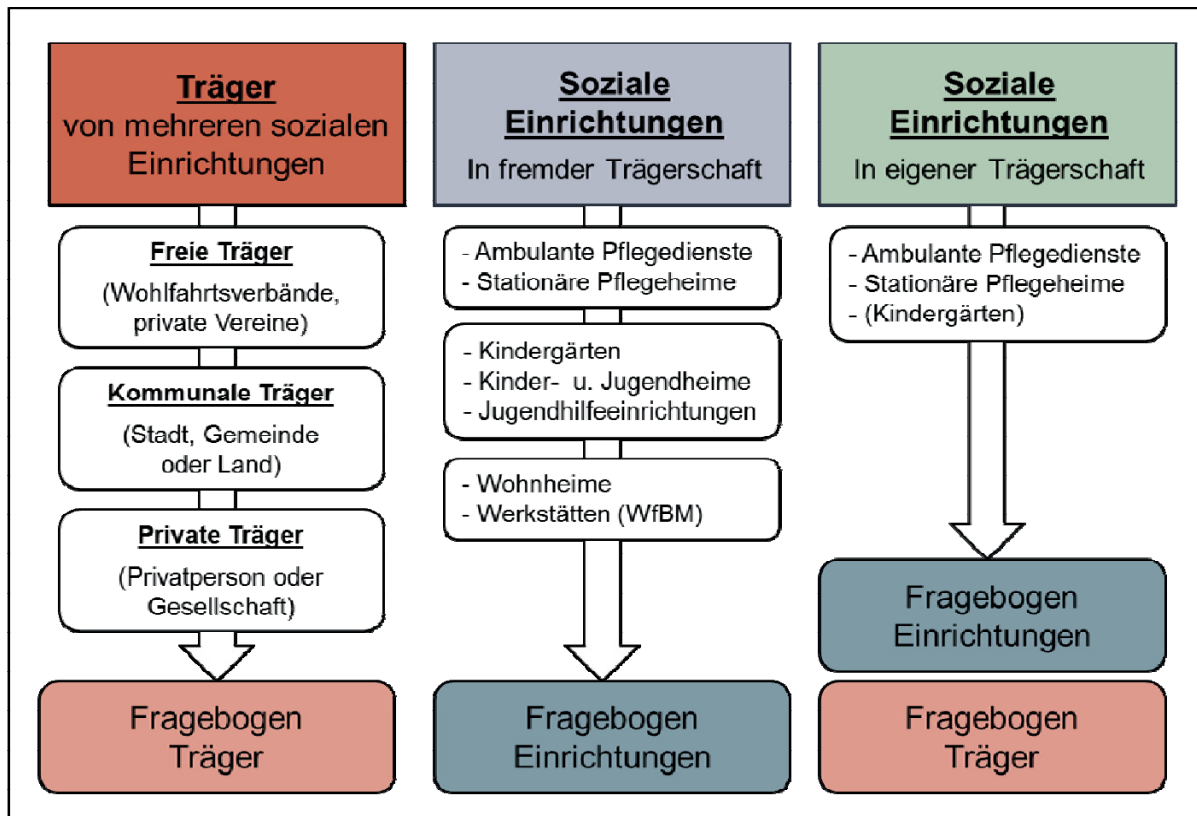 Träger
von mehreren sozialen
Einrichtungen
Freie Träger
(Wohlfahrtsverbände,
private Vereine)
Kommunale Träger
(Stadt, Gemeinde
oder Land)
Private Träger
(Privatperson oder
Gesellschaft)
Fragebogen
Träger
Soziale
Einrichtungen
In fremder Trägerschaft
- Ambulante Pflegedienste
- Stationäre Pflegeheime
- Kindergärten
- Kinder- u. Jugendheime
- Jugendhilfeeinrichtungen
- Wohnheime
- Werkstätten (WfBM)
Fragebogen
Einrichtungen
Soziale
Einrichtungen
In eigener Trägerschaft
- Ambulante Pflegedienste
- Stationäre Pflegeheime
- (Kindergärten)
Fragebogen
Einrichtungen
Fragebogen
Träger